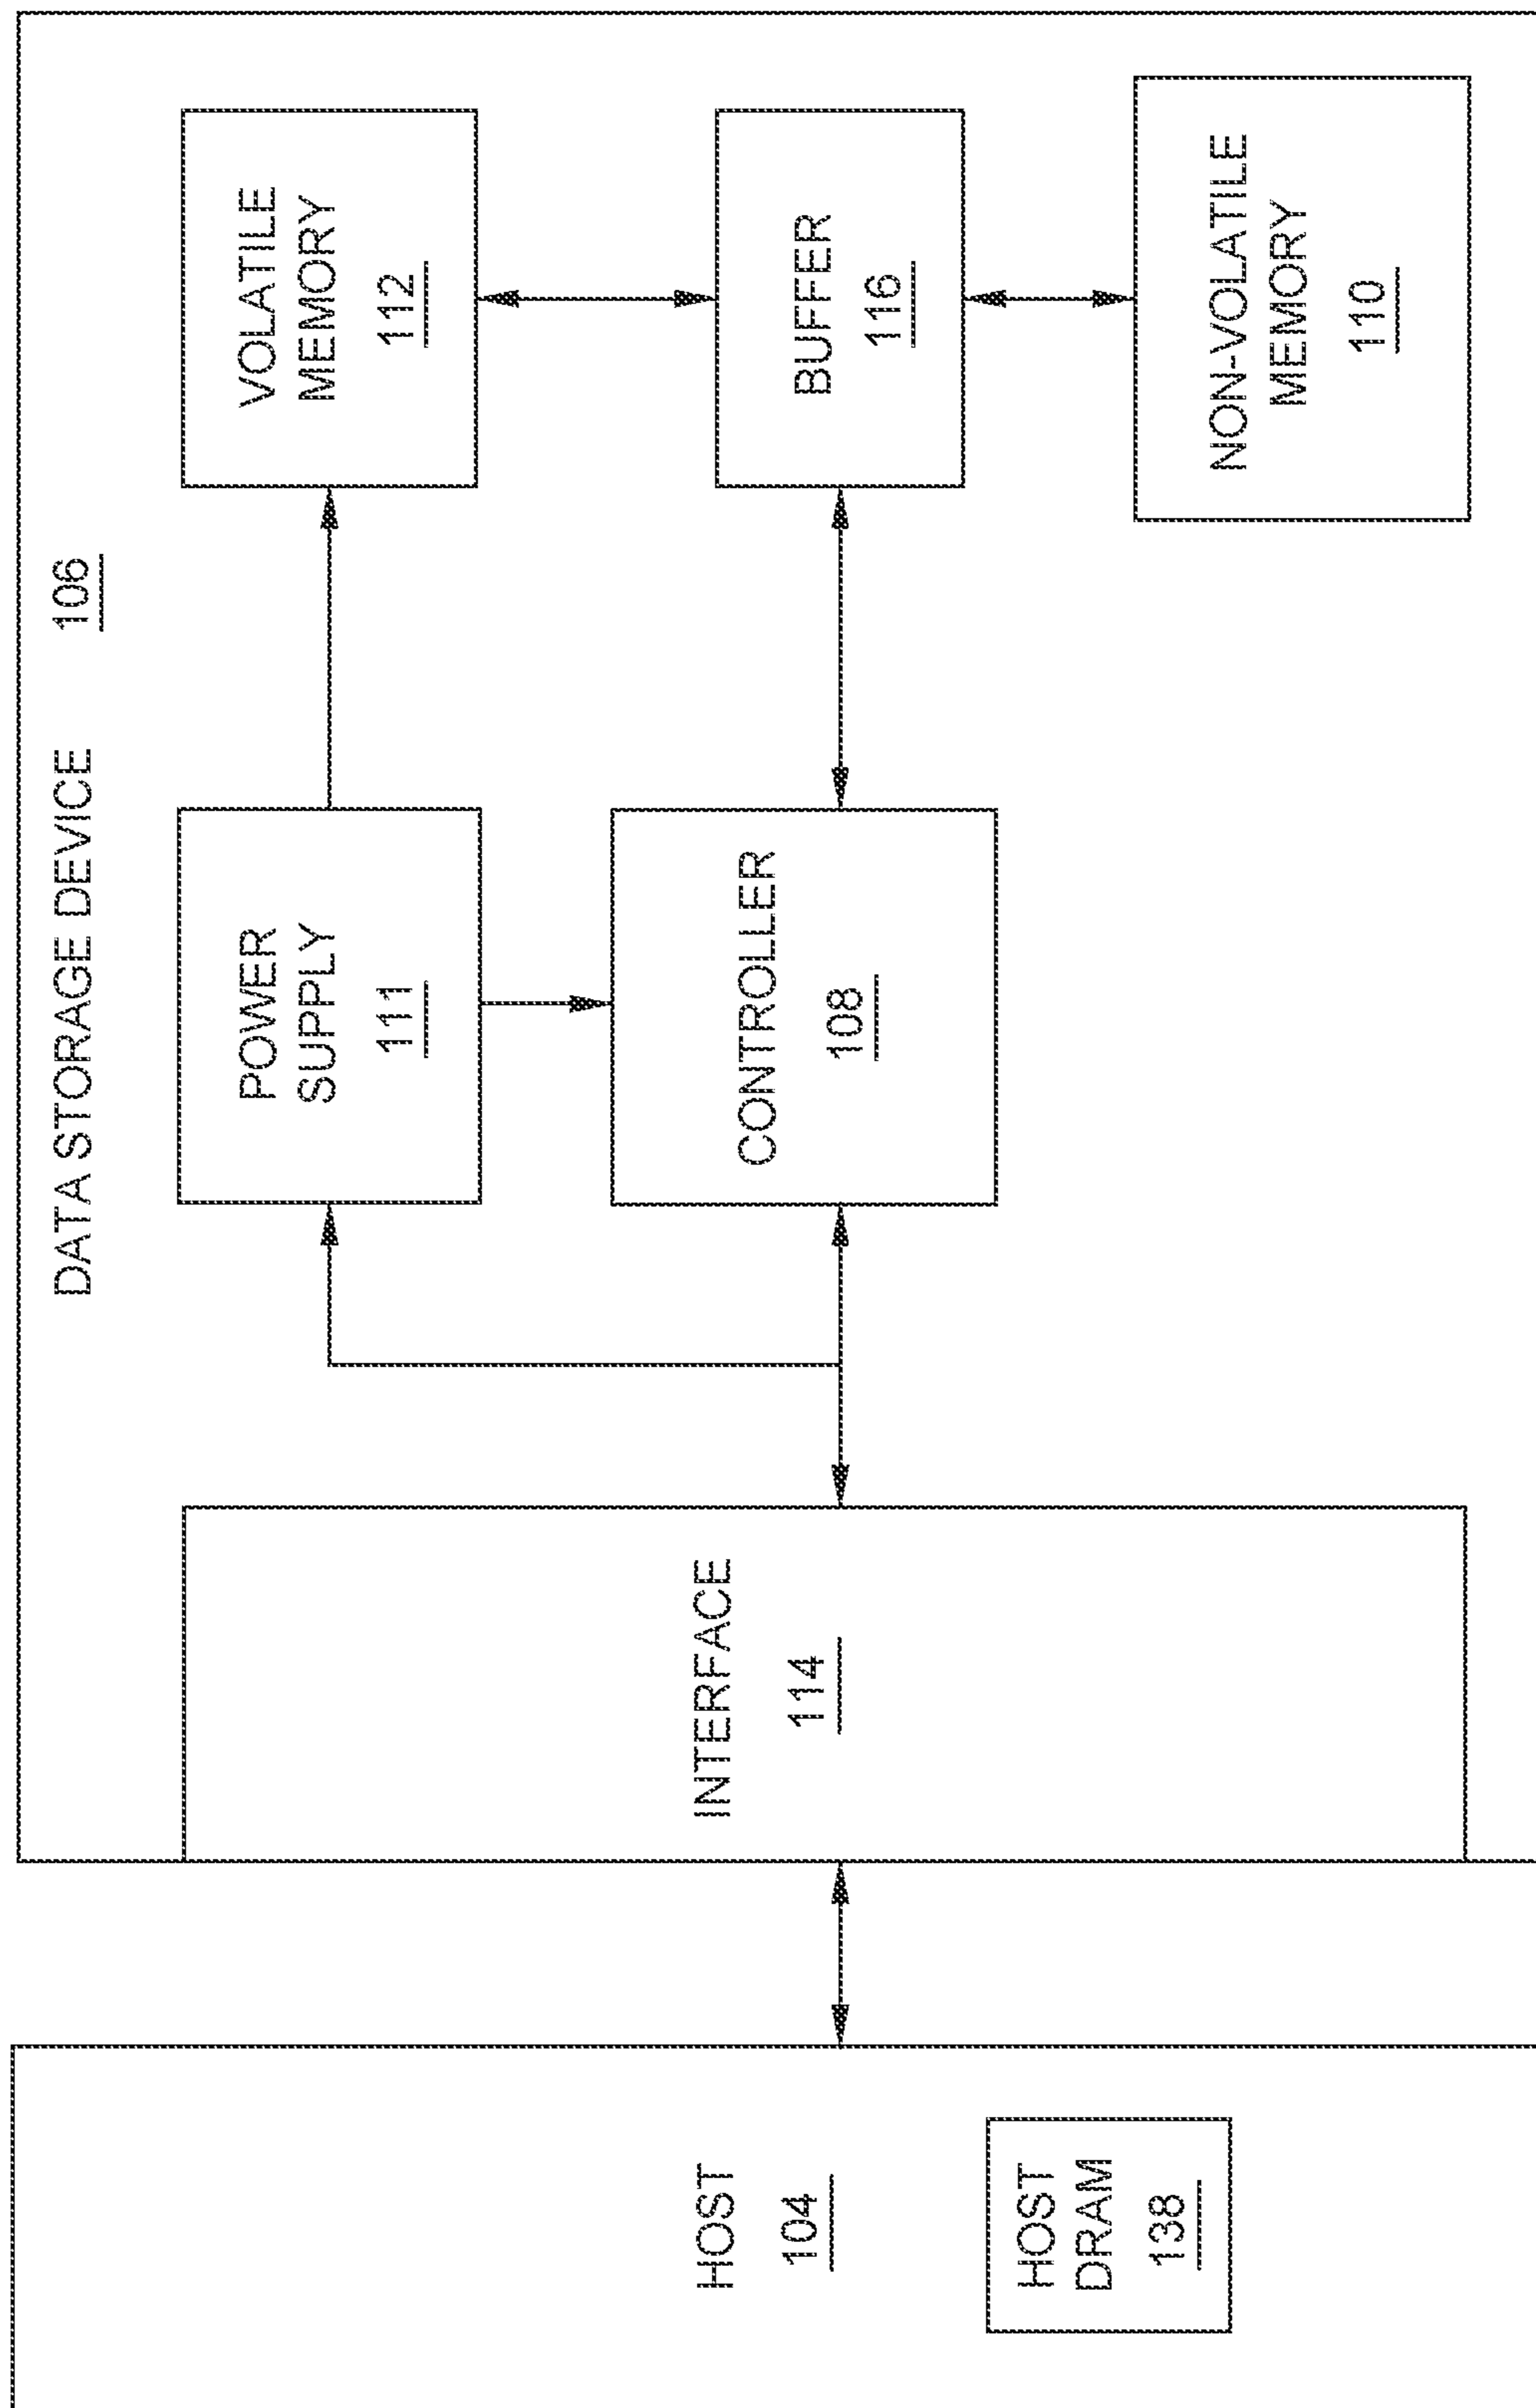 DATA STORAGE DEVICE 106
HOST
104
HOST
DRAM
138
INTERFACE
114
POWER
SUPPLY
111
CONTROLLER
108
VOLATILE
MEMORY
112
BUFFER
116
NON-VOLATILE
MEMORY
110